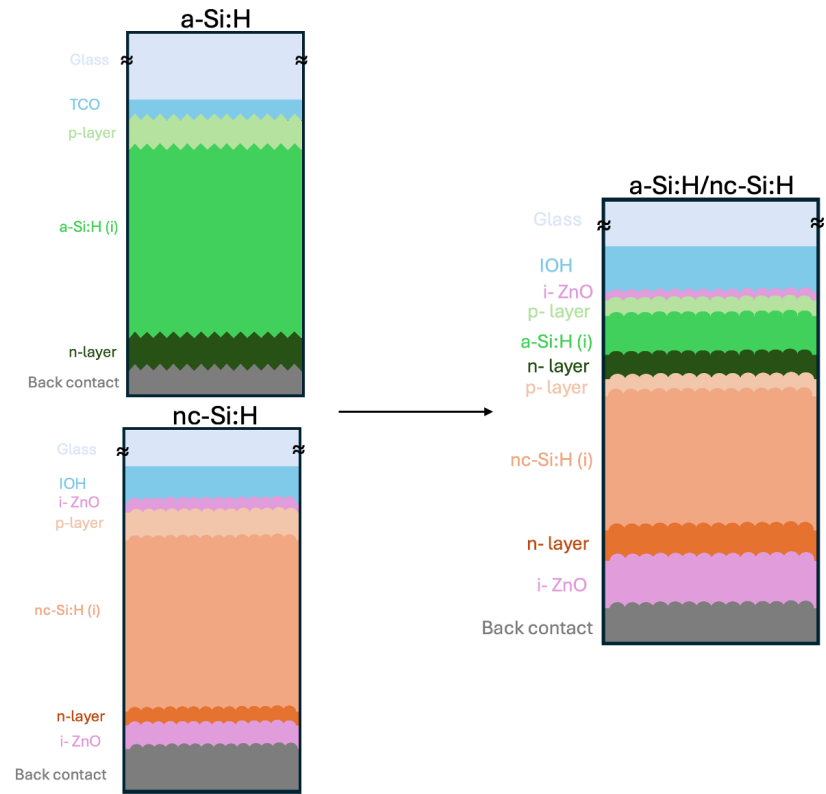 a-Si:H
Glass
TCO
p-layer
a-Si:H (i)
n-layer
Back contact
nc-Si:H
Glass
IOH
i- ZnO
p-layer
nc-Si:H (i)
n-layer
i- ZnO
Back contact
a-Si:H/nc-Si:H
Glass
IOH
i- ZnO
p- layer
a-Si:H (i)
n- layer
p- layer
nc-Si:H (i)
n- layer
i- ZnO
Back contact